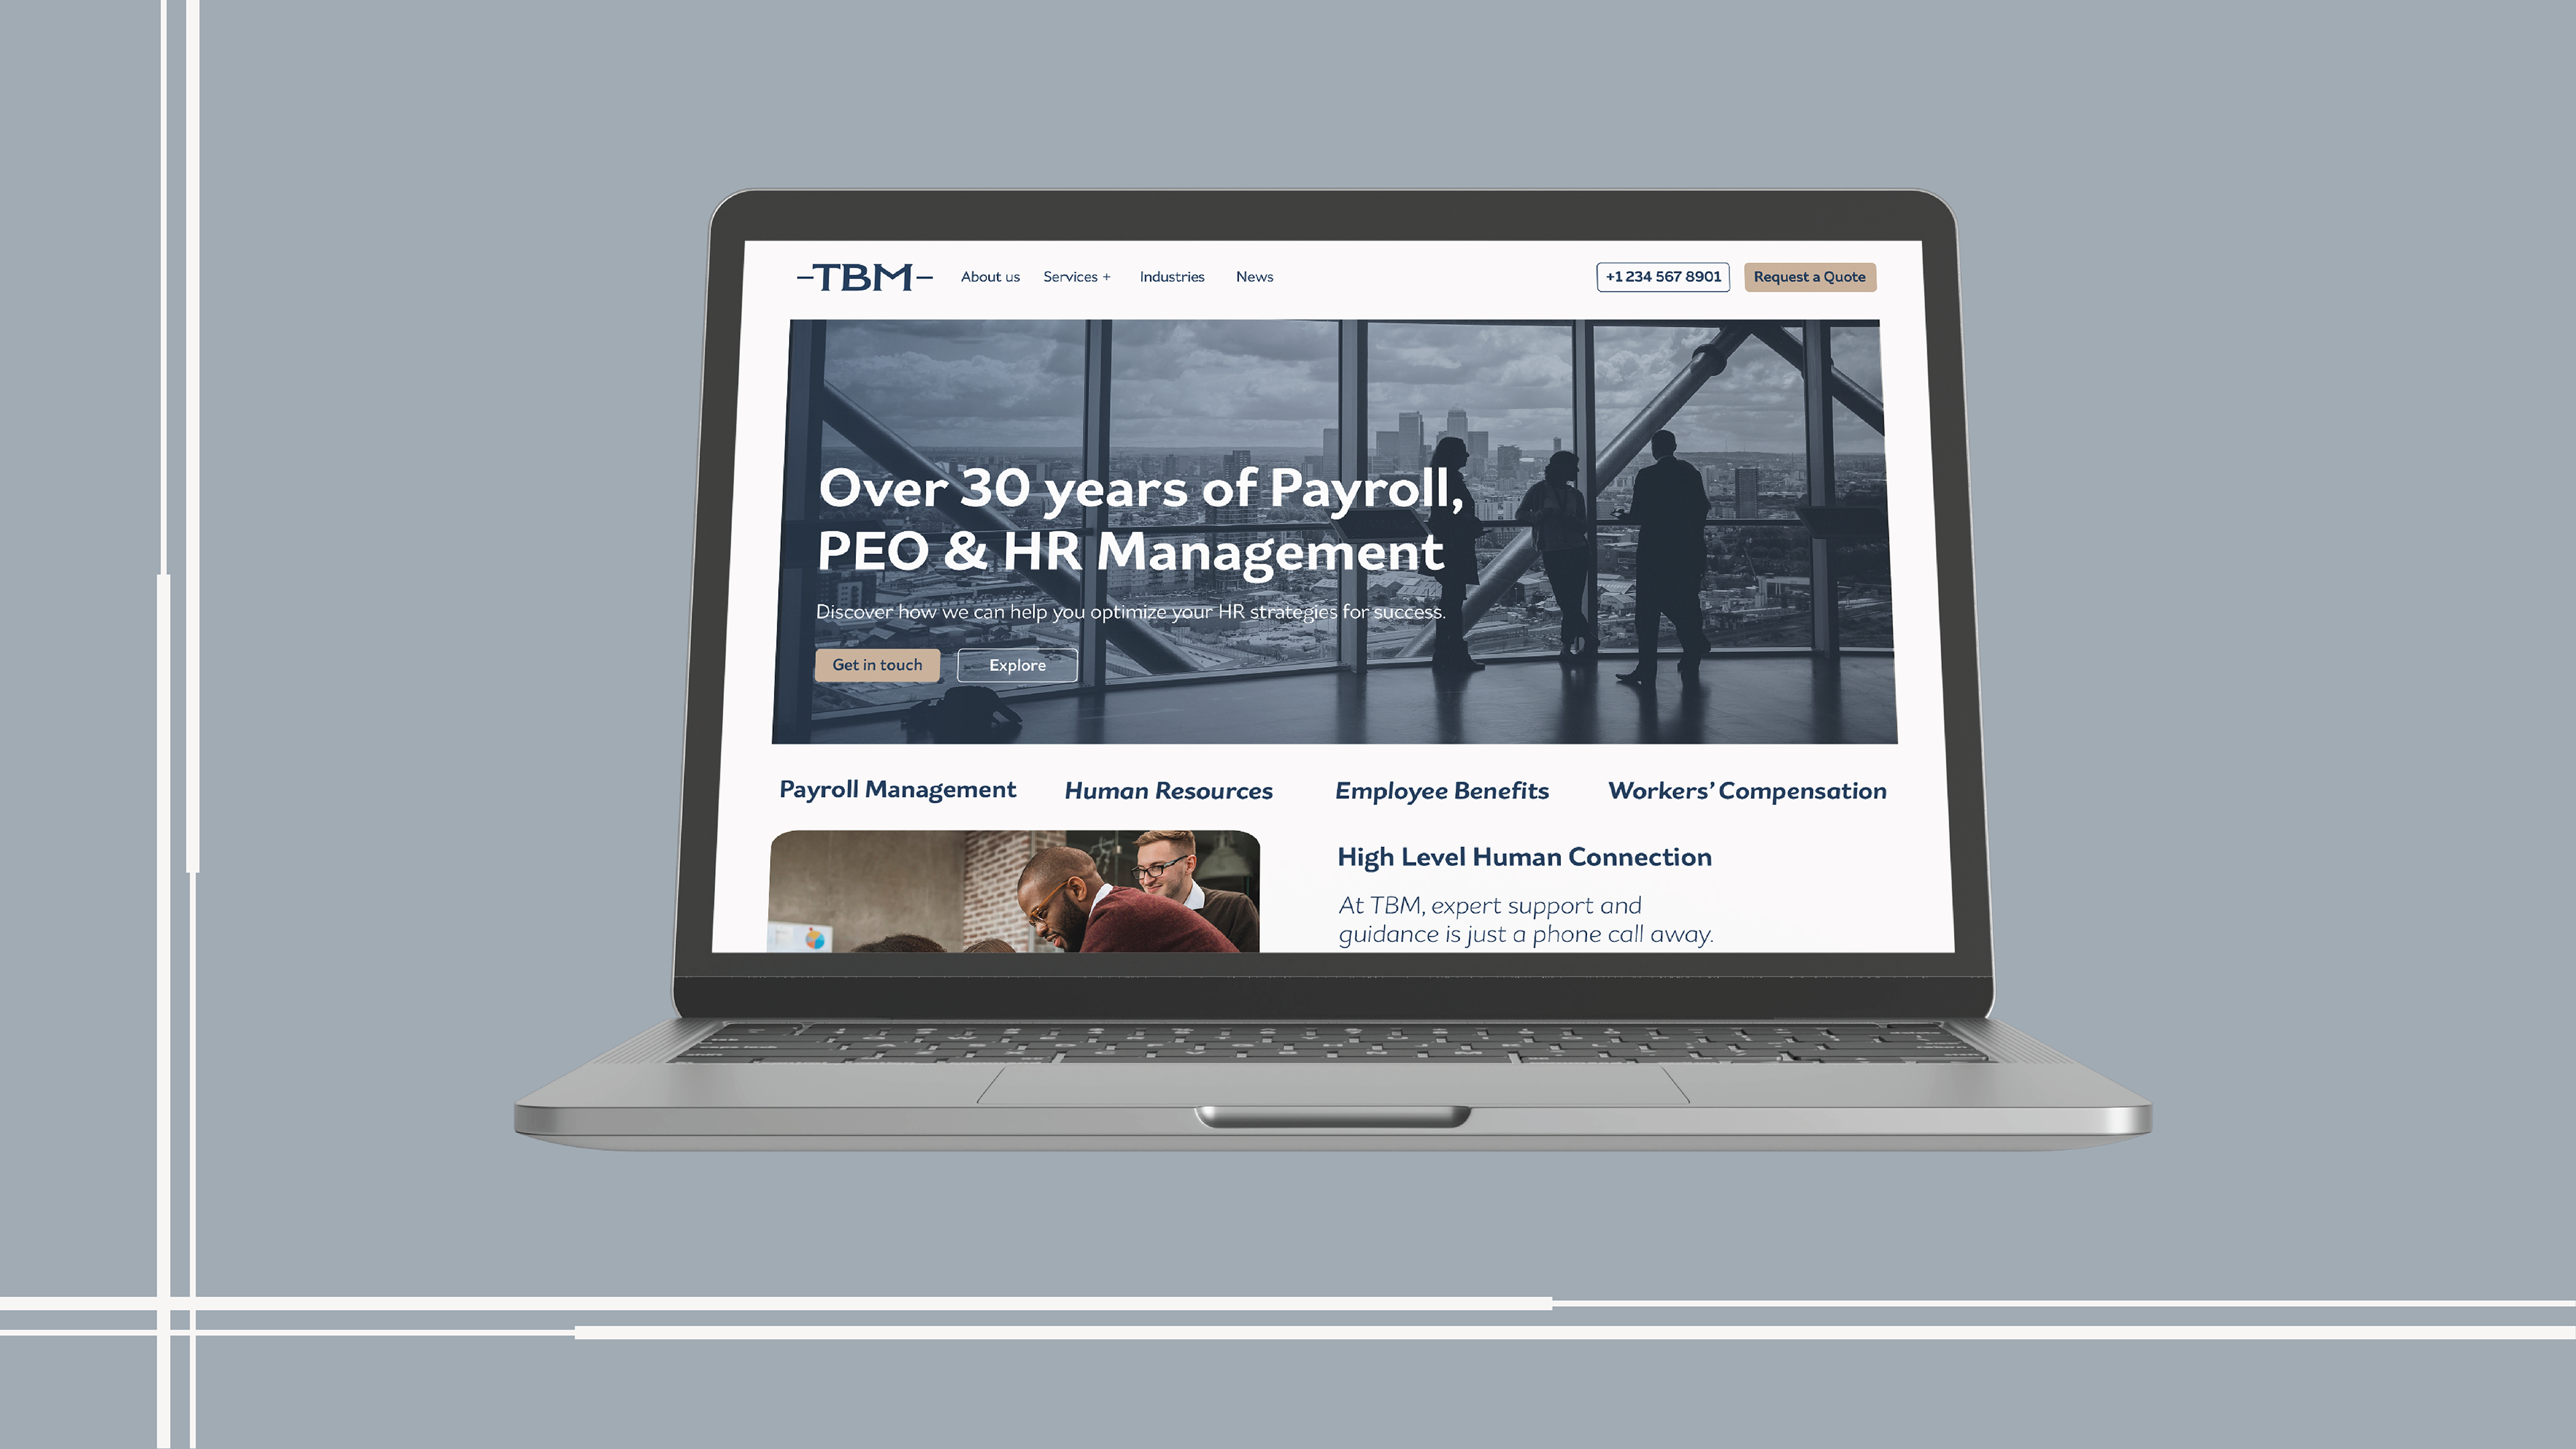 -TBM-
About us
Services +
Industries
News
+1 234 567 8901
Request a Quote
Over 30 years of Payroll,
PEO & HR Management
Discover how we can help you optimize your HR strategies for success.
Get in touch
Explore
Payroll Management
Human Resources
Employee Benefits
Workers’ Compensation
High Level Human Connection
At TBM, expert support and
guidance is just a phone call away.